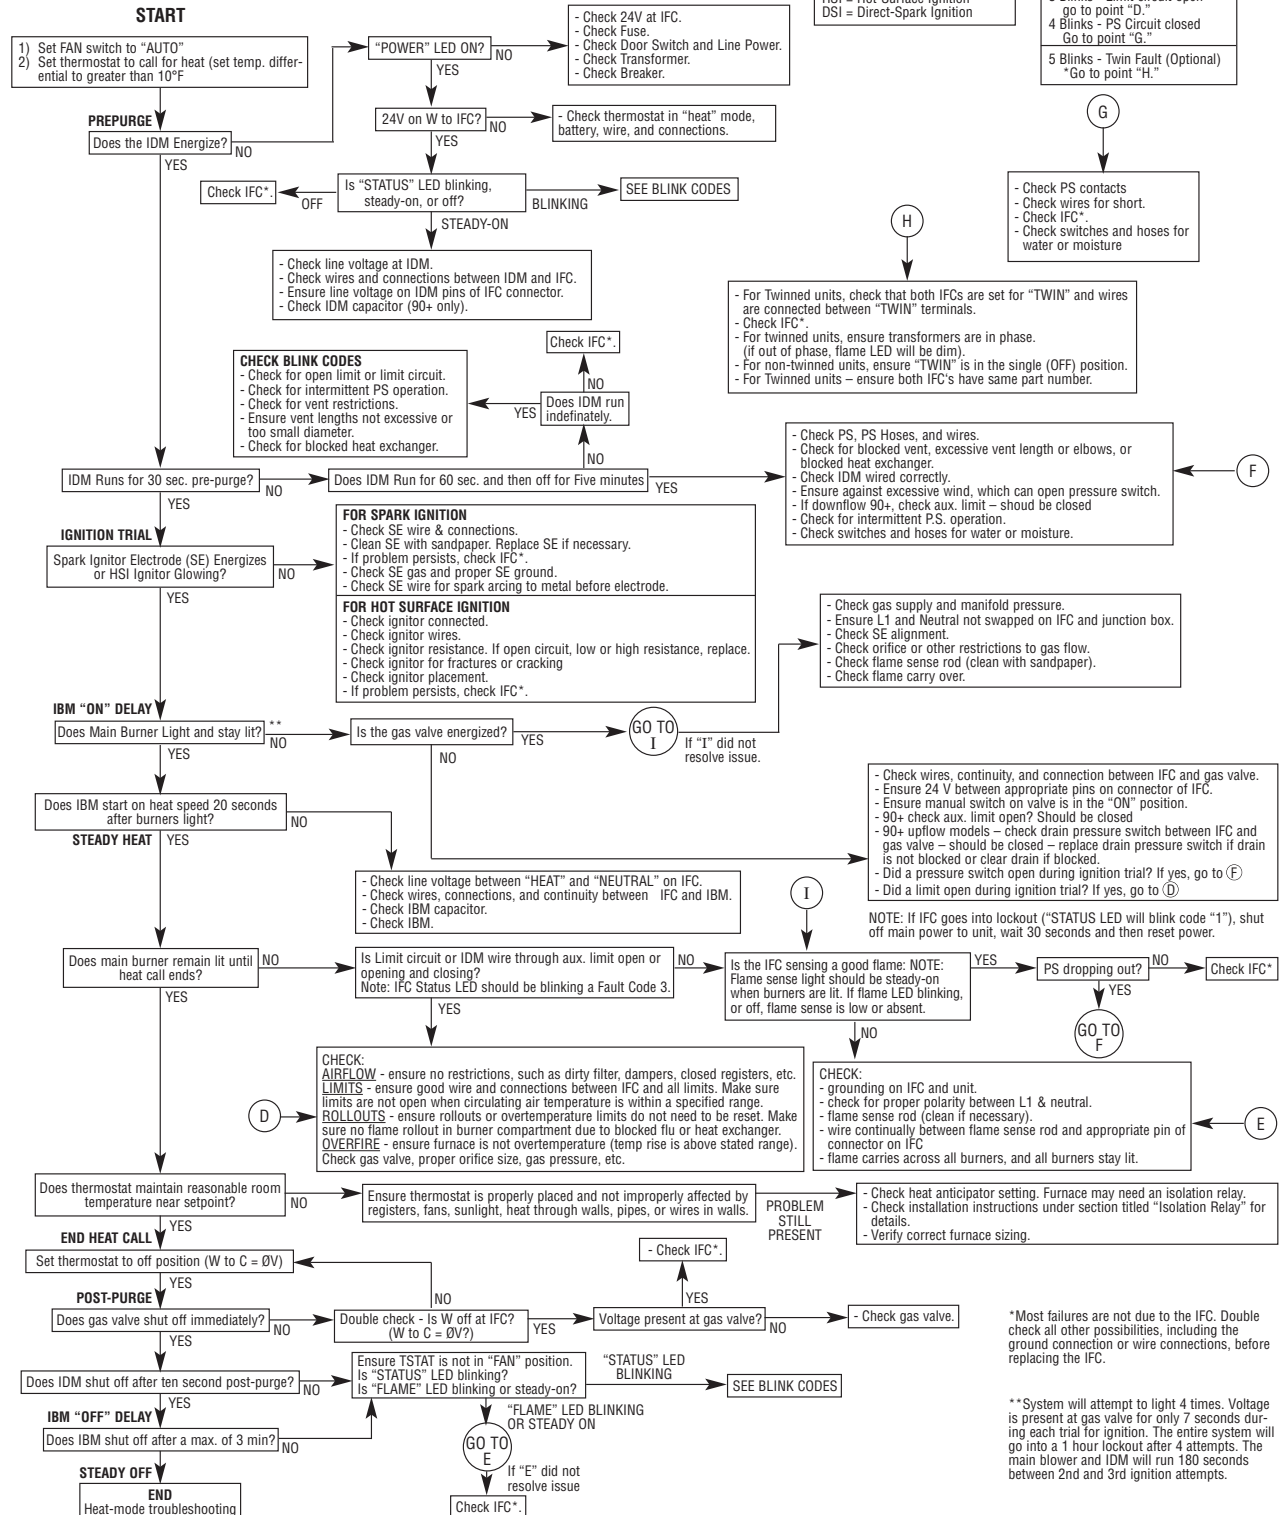 START
1) Set FAN switch to “AUTO”
2) Set thermostat to call for heat (set temp. differ-
ential to greater than 10°F
“POWER” LED ON?
NO
YES
- Check 24V at IFC.
- Check Fuse.
- Check Door Switch and Line Power.
- Check Transformer.
- Check Breaker.
DSI = Direct-Spark Ignition
go to point “D.”
4 Blinks - PS Circuit closed
Go to point “G.”
5 Blinks - Twin Fault (Optional)
*Go to point “H.”
PREPURGE
Does the IDM Energize?
NO
YES
24V on W to IFC?
NO
YES
- Check thermostat in “heat” mode,
battery, wire, and connections.
G
- Check PS contacts
- Check wires for short.
- Check IFC*.
- Check switches and hoses for
water or moisture
Check IFC*.
OFF
Is “STATUS” LED blinking,
steady-on, or off?
BLINKING
SEE BLINK CODES
STEADY-ON
- Check line voltage at IDM.
- Check wires and connections between IDM and IFC.
- Ensure line voltage on IDM pins of IFC connector.
- Check IDM capacitor (90+ only).
H
- For Twinned units, check that both IFCs are set for “TWIN” and wires
are connected between “TWIN” terminals.
- Check IFC*.
- For twinned units, ensure transformers are in phase.
(if out of phase, flame LED will be dim).
- For non-twinned units, ensure “TWIN” is in the single (OFF) position.
- For Twinned units – ensure both IFC's have same part number.
Check IFC*.
NO
CHECK BLINK CODES
- Check for open limit or limit circuit.
- Check for intermittent PS operation.
- Check for vent restrictions.
- Ensure vent lengths not excessive or
too small diameter.
- Check for blocked heat exchanger.
YES
Does IDM run
indefinately.
NO
IDM Runs for 30 sec. pre-purge?
NO
YES
Does IDM Run for 60 sec. and then off for Five minutes
YES
- Check PS, PS Hoses, and wires.
- Check for blocked vent, excessive vent length or elbows, or
blocked heat exchanger.
- Check IDM wired correctly.
- Ensure against excessive wind, which can open pressure switch.
- If downflow 90+, check aux. limit – shoud be closed
- Check for intermittent P.S. operation.
- Check switches and hoses for water or moisture.
F
IGNITION TRIAL
Spark Ignitor Electrode (SE) Energizes
or HSI Ignitor Glowing?
NO
YES
FOR SPARK IGNITION
- Check SE wire & connections.
- Clean SE with sandpaper. Replace SE if necessary.
- If problem persists, check IFC*.
- Check SE gas and proper SE ground.
- Check SE wire for spark arcing to metal before electrode.
FOR HOT SURFACE IGNITION
- Check ignitor connected.
- Check ignitor wires.
- Check ignitor resistance. If open circuit, low or high resistance, replace.
- Check ignitor for fractures or cracking
- Check ignitor placement.
- If problem persists, check IFC*.
- Check gas supply and manifold pressure.
- Ensure L1 and Neutral not swapped on IFC and junction box.
- Check SE alignment.
- Check orifice or other restrictions to gas flow.
- Check flame sense rod (clean with sandpaper).
- Check flame carry over.
IBM “ON” DELAY
Does Main Burner Light and stay lit?
**
NO
YES
Is the gas valve energized?
YES
NO
GO TO
I
If “I” did not
resolve issue.
- Check wires, continuity, and connection between IFC and gas valve.
- Ensure 24 V between appropriate pins on connector of IFC.
- Ensure manual switch on valve is in the “ON” position.
- 90+ check aux. limit open? Should be closed
- 90+ upflow models – check drain pressure switch between IFC and
gas valve – should be closed – replace drain pressure switch if drain
is not blocked or clear drain if blocked.
- Did a pressure switch open during ignition trial? If yes, go to Ⓕ
- Did a limit open during ignition trial? If yes, go to Ⓓ
Does IBM start on heat speed 20 seconds
after burners light?
NO
STEADY HEAT
YES
- Check line voltage between “HEAT” and “NEUTRAL” on IFC.
- Check wires, connections, and continuity between IFC and IBM.
- Check IBM capacitor.
- Check IBM.
I
NOTE: If IFC goes into lockout (“STATUS LED will blink code “1”), shut
off main power to unit, wait 30 seconds and then reset power.
Does main burner remain lit until
heat call ends?
NO
YES
Is Limit circuit or IDM wire through aux. limit open or
opening and closing?
Note: IFC Status LED should be blinking a Fault Code 3.
NO
YES
Is the IFC sensing a good flame: NOTE:
Flame sense light should be steady-on
when burners are lit. If flame LED blinking,
or off, flame sense is low or absent.
YES
NO
PS dropping out?
NO
YES
Check IFC*
GO TO
F
D
CHECK:
AIRFLOW - ensure no restrictions, such as dirty filter, dampers, closed registers, etc.
LIMITS - ensure good wire and connections between IFC and all limits. Make sure
limits are not open when circulating air temperature is within a specified range.
ROLLOUTS - ensure rollouts or overtemperature limits do not need to be reset. Make
sure no flame rollout in burner compartment due to blocked flu or heat exchanger.
OVERFIRE - ensure furnace is not overtemperature (temp rise is above stated range).
Check gas valve, proper orifice size, gas pressure, etc.
CHECK:
- grounding on IFC and unit.
- check for proper polarity between L1 & neutral.
- flame sense rod (clean if necessary).
- wire continually between flame sense rod and appropriate pin of
connector on IFC
- flame carries across all burners, and all burners stay lit.
E
Does thermostat maintain reasonable room
temperature near setpoint?
NO
YES
Ensure thermostat is properly placed and not improperly affected by
registers, fans, sunlight, heat through walls, pipes, or wires in walls.
PROBLEM
STILL
PRESENT
- Check heat anticipator setting. Furnace may need an isolation relay.
- Check installation instructions under section titled “Isolation Relay” for
details.
- Verify correct furnace sizing.
END HEAT CALL
Set thermostat to off position (W to C = ØV)
YES
- Check IFC*.
POST-PURGE
Does gas valve shut off immediately?
NO
YES
NO
Double check - Is W off at IFC?
(W to C = ØV?)
YES
YES
Voltage present at gas valve?
NO
- Check gas valve.
*Most failures are not due to the IFC. Double
check all other possibilities, including the
ground connection or wire connections, before
replacing the IFC.
Does IDM shut off after ten second post-purge?
NO
YES
Ensure TSTAT is not in “FAN” position.
Is “STATUS” LED blinking?
Is “FLAME” LED blinking or steady-on?
“STATUS” LED
BLINKING
SEE BLINK CODES
“FLAME” LED BLINKING
OR STEADY ON
IBM “OFF” DELAY
Does IBM shut off after a max. of 3 min?
NO
GO TO
E
If “E” did not
resolve issue
Check IFC*.
**System will attempt to light 4 times. Voltage
is present at gas valve for only 7 seconds dur-
ing each trial for ignition. The entire system will
go into a 1 hour lockout after 4 attempts. The
main blower and IDM will run 180 seconds
between 2nd and 3rd ignition attempts.
STEADY OFF
END
Heat-mode troubleshooting